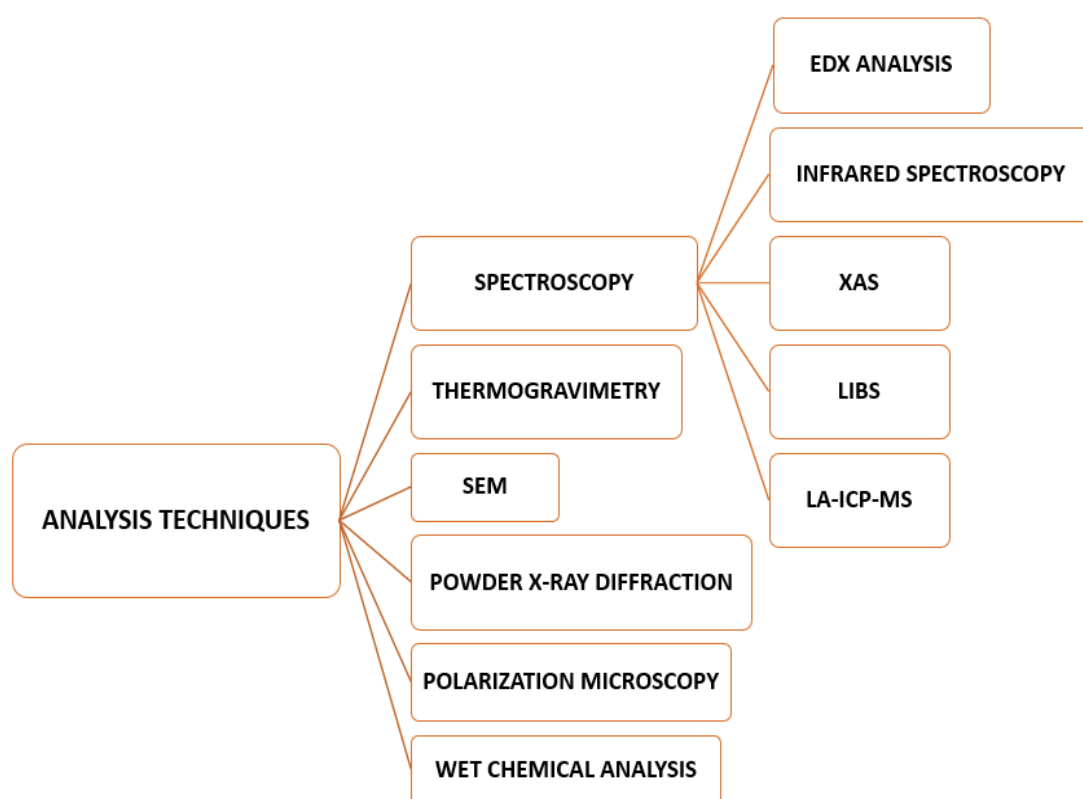 EDX ANALYSIS
INFRARED SPECTROSCOPY
SPECTROSCOPY
XAS
THERMOGRAVIMETRY
LIBS
SEM
LA-ICP-MS
ANALYSIS TECHNIQUES
POWDER X-RAY DIFFRACTION
POLARIZATION MICROSCOPY
WET CHEMICAL ANALYSIS